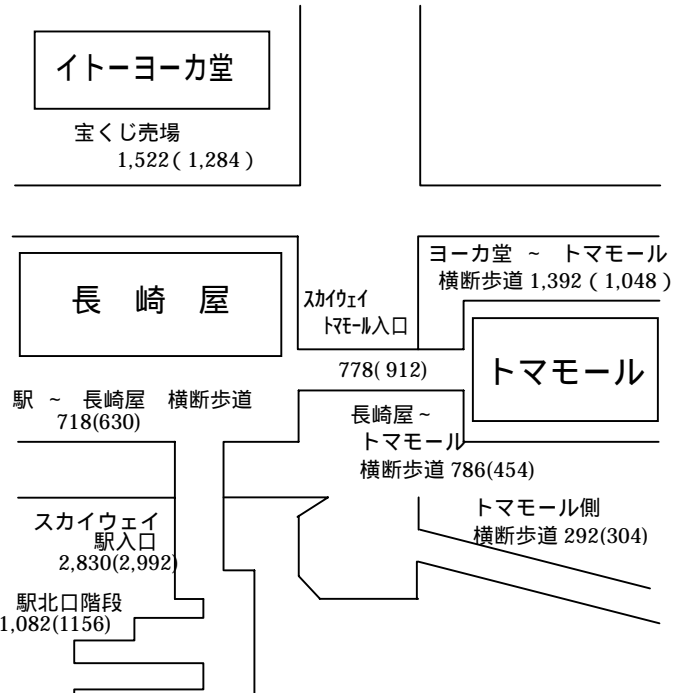 イトーヨーカ堂
宝くじ売場
1,522( 1,284 )
ヨーカ堂 ~ トマモール
横断歩道 1,392 ( 1,048 )
長 崎 屋
ｽｶｲｳｪｲ
ﾄﾏﾓｰﾙ入口
778( 912)
トマモール
駅 ~ 長崎屋 横断歩道
718(630)
長崎屋 ~
トマモール
横断歩道 786(454)
トマモール側
横断歩道 292(304)
スカイウェイ
駅入口
2,830(2,992)
駅北口階段
1,082(1156)